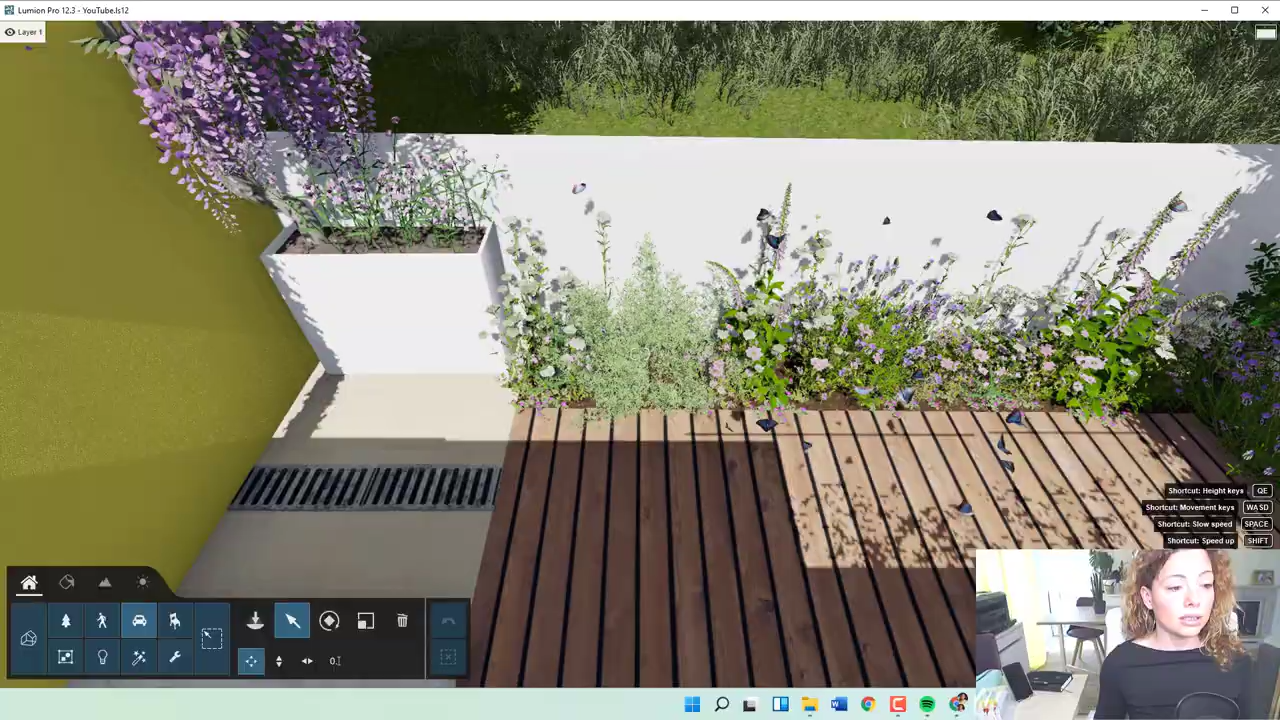 Lumion Pro 12.3 - YouTube.ls12
Layer 1
Shortcut: Height keys QE
Shortcut: Movement keys WASD
Shortcut: Slow speed SPACE
Shortcut: Speed up SHIFT